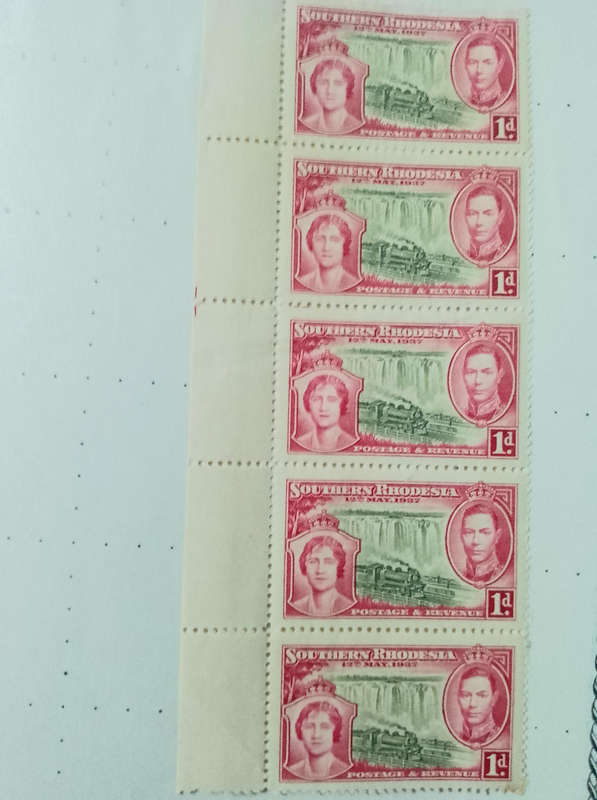 SOUTHERN RHODESIA
12TH MAY, 1937
POSTAGE & REVENUE
1d.
SOUTHERN RHODESIA
12TH MAY, 1937
POSTAGE & REVENUE
1d.
SOUTHERN RHODESIA
12TH MAY, 1937
POSTAGE & REVENUE
1d.
SOUTHERN RHODESIA
12TH MAY, 1937
POSTAGE & REVENUE
1d.
SOUTHERN RHODESIA
12TH MAY, 1937
POSTAGE & REVENUE
1d.